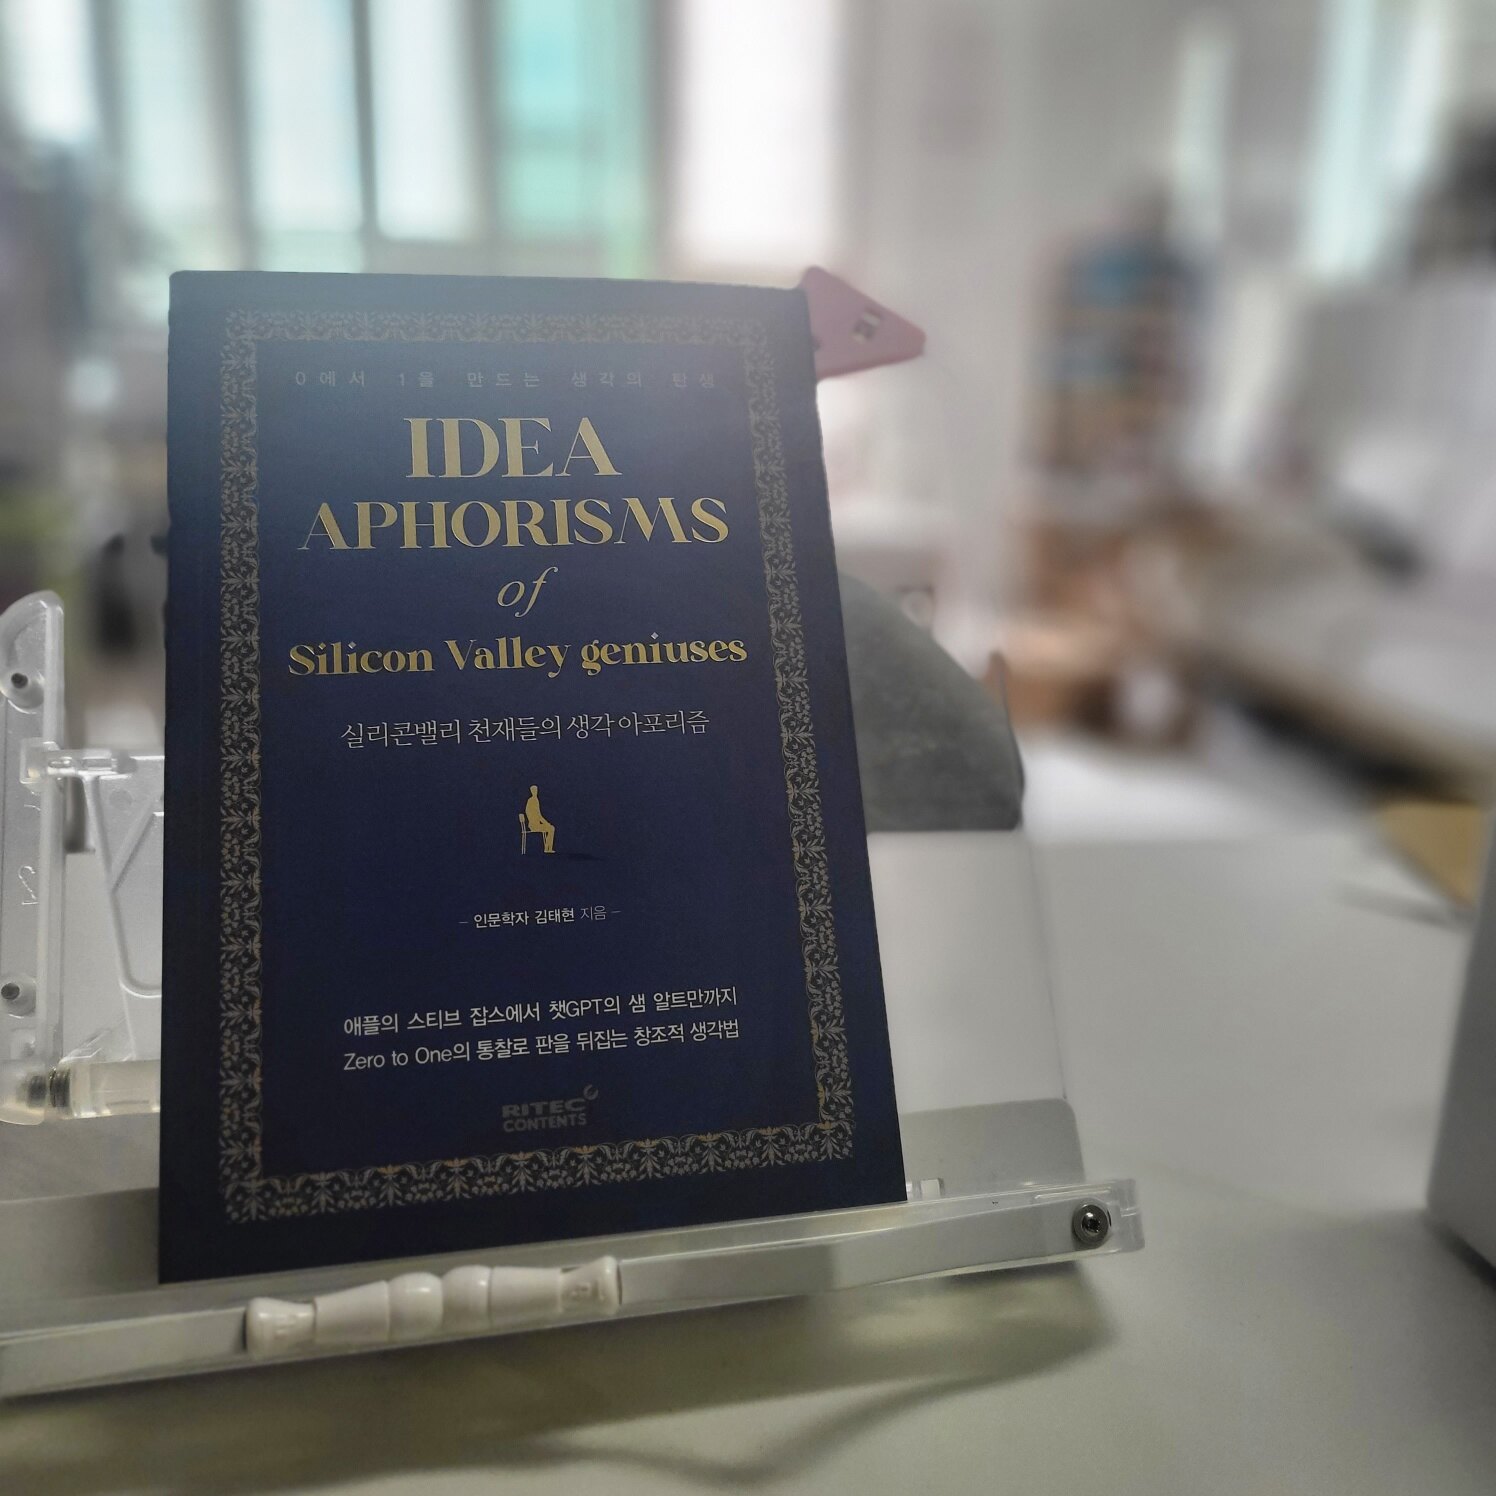 0에서 1을 만드는 생각의 탄생
IDEA
APHORISMS
of
Silicon Valley geniuses
실리콘밸리 천재들의 생각 아포리즘
- 인문학자 김태현 지음 -
애플의 스티브 잡스에서 챗GPT의 샘 알트만까지
Zero to One의 통찰로 판을 뒤집는 창조적 생각법
RITEC
CONTENTS